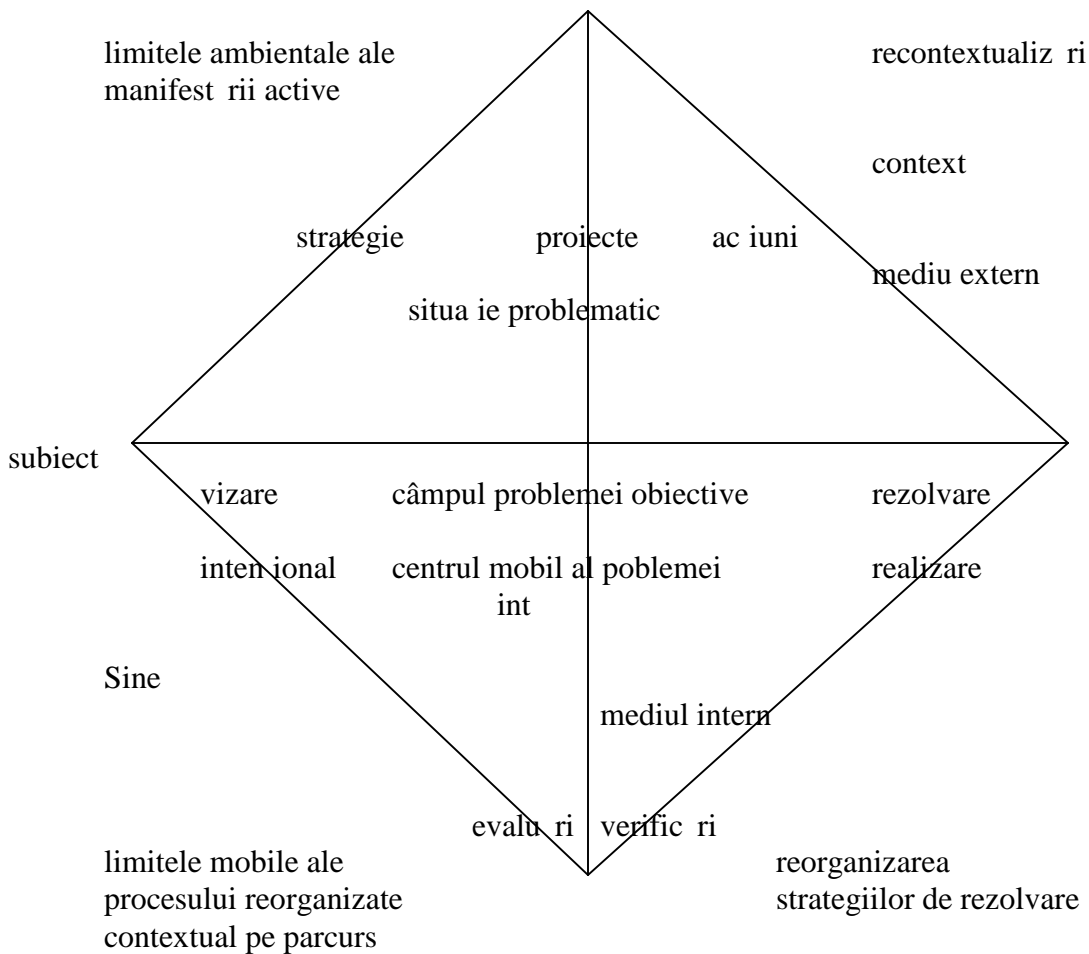 limitele ambientale ale
manifest rii active
recontextualiz ri
context
strategie proiecte ac iuni
mediu extern
situa ie problematic
subiect
vizare câmpul problemei obiective rezolvare
inten ional centrul mobil al poblemei realizare
int
Sine
mediul intern
evalu ri verific ri
limitele mobile ale
procesului reorganizate
contextual pe parcurs
reorganizarea
strategiilor de rezolvare